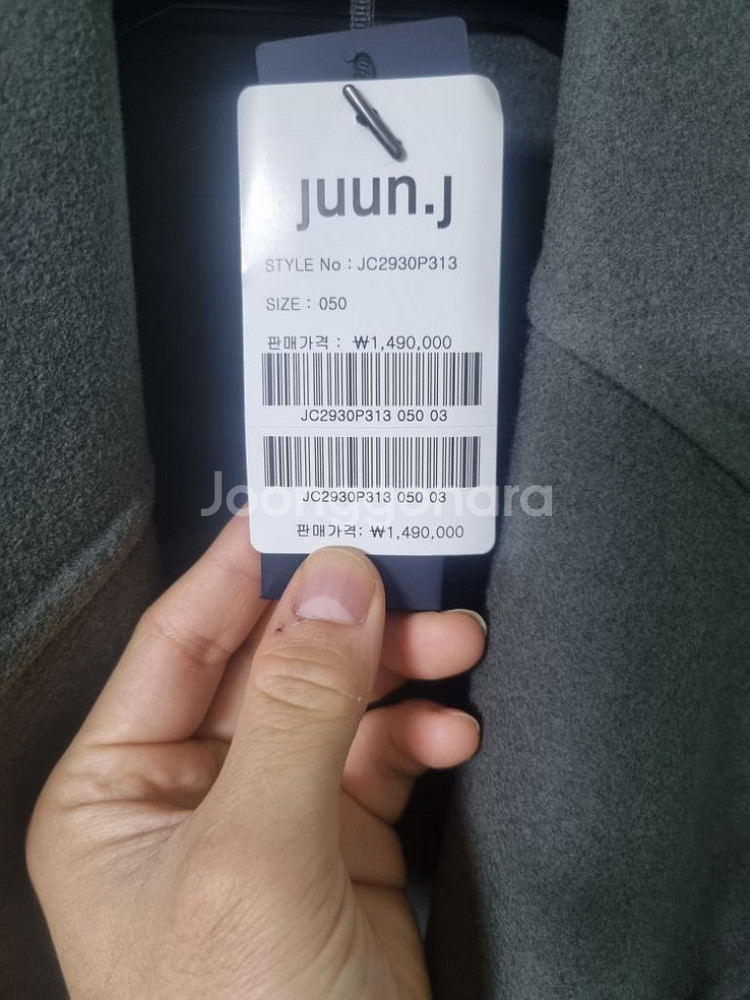 juun.j
STYLE No : JC2930P313
SIZE : 050
판매가격 : ₩1,490,000
JC2930P313 050 03
JC2930P313 050 03
Joonggonara
판매가격: ₩1,490,000